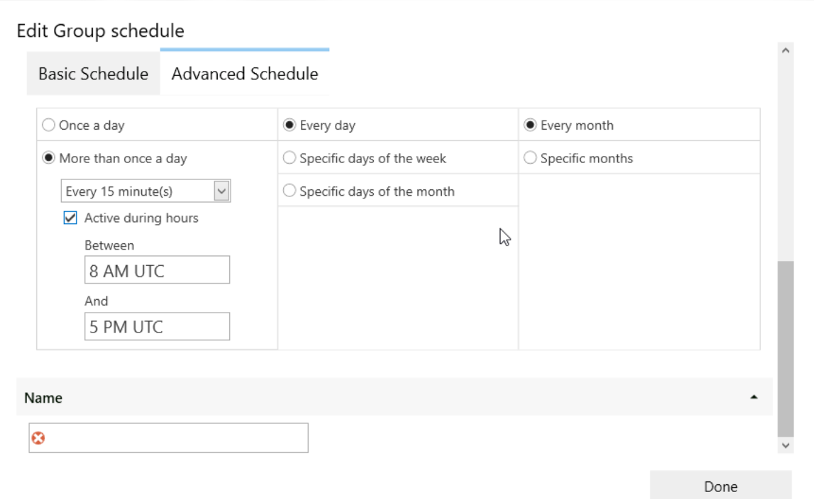 Edit Group schedule
Basic Schedule Advanced Schedule
Once a day Every day Every month
More than once a day Specific days of the week Specific months
Every 15 minute(s) Specific days of the month
Active during hours
Between
8 AM UTC
And
5 PM UTC
Name
Done